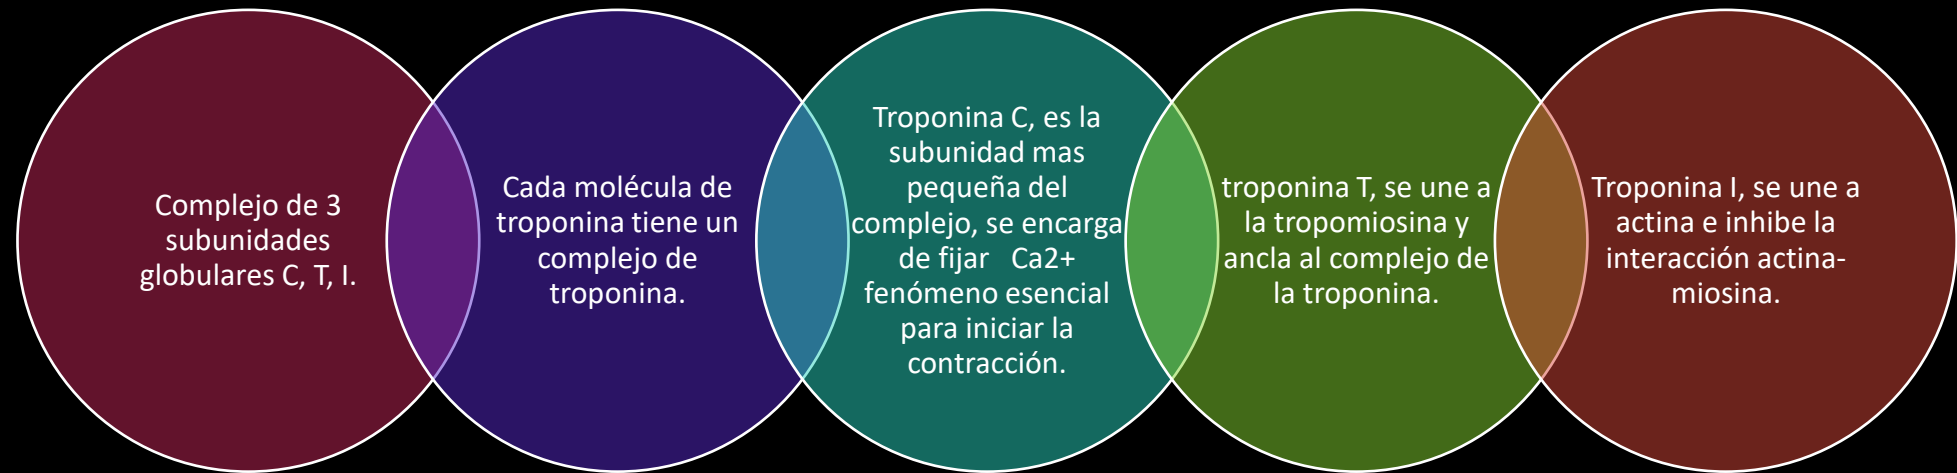 Complejo de 3
subunidades
globulares C, T, I.
Cada molécula de
troponina tiene un
complejo de
troponina.
Troponina C, es la
subunidad mas
pequeña del
complejo, se encarga
de fijar   Ca2+
fenómeno esencial
para iniciar la
contracción.
troponina T, se une a
la tropomiosina y
ancla al complejo de
la troponina.
Troponina I, se une a
actina e inhibe la
interacción actina-
miosina.